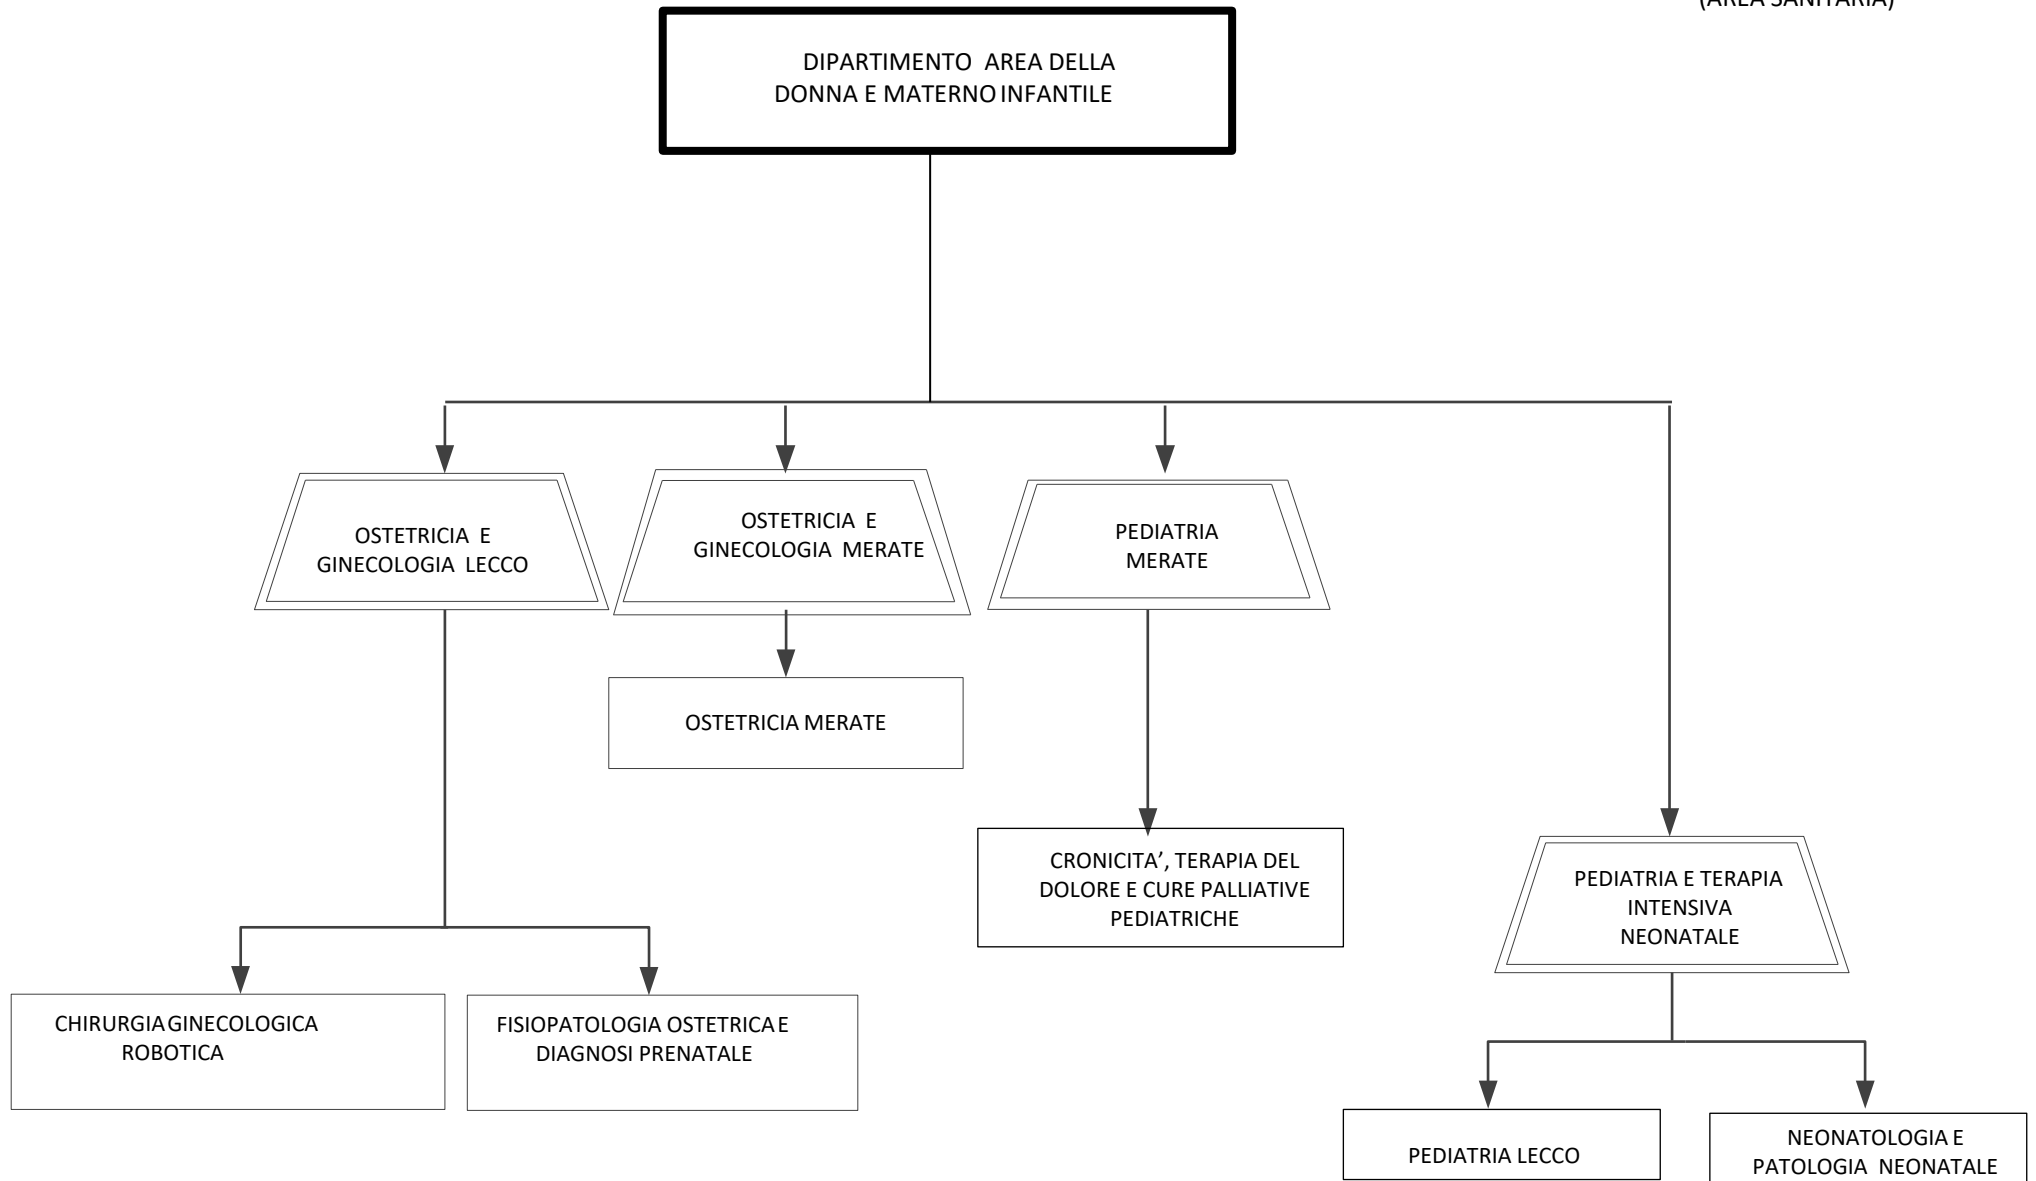 (AREA SANITARIA)
DIPARTIMENTO AREA DELLA
DONNA E MATERNO INFANTILE
OSTETRICIA E
GINECOLOGIA LECCO
OSTETRICIA E
GINECOLOGIA MERATE
PEDIATRIA
MERATE
OSTETRICIA MERATE
CRONICITA’, TERAPIA DEL
DOLORE E CURE PALLIATIVE
PEDIATRICHE
PEDIATRIA E TERAPIA
INTENSIVA
NEONATALE
CHIRURGIA GINECOLOGICA
ROBOTICA
FISIOPATOLOGIA OSTETRICA E
DIAGNOSI PRENATALE
PEDIATRIA LECCO
NEONATOLOGIA E
PATOLOGIA NEONATALE